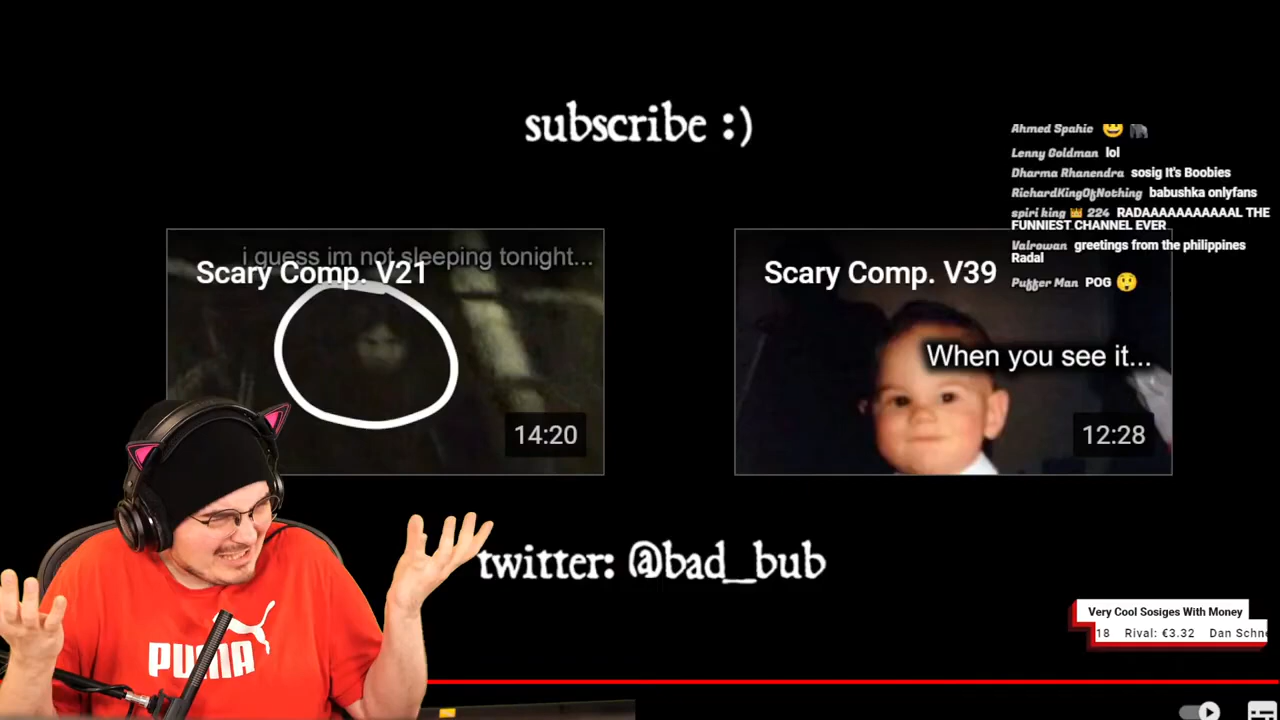 subscribe :)
Ahmed Spahic
Lenny Goldman lol
Dharma Rhanendra sosig It's Boobies
RichardKingOfNothing babushka onlyfans
spiri king 224 RADAAAAAAAAAAL THE
FUNNIEST CHANNEL EVER
Valrowan greetings from the philippines
Radal
Puffer Man POG
i guess im not sleeping tonight...
Scary Comp. V21
14:20
Scary Comp. V39
When you see it...
12:28
twitter: @bad_bub
PUMA
Very Cool Sosiges With Money
18 Rival: €3.32 Dan Schne